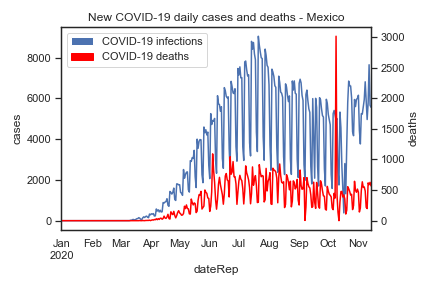 New COVID-19 daily cases and deaths - Mexico
COVID-19 infections
COVID-19 deaths
8000
6000
4000
2000
0
cases
3000
2500
2000
1500
1000
500
0
deaths
Jan Feb Mar Apr May Jun Jul Aug Sep Oct Nov
2020
dateRep